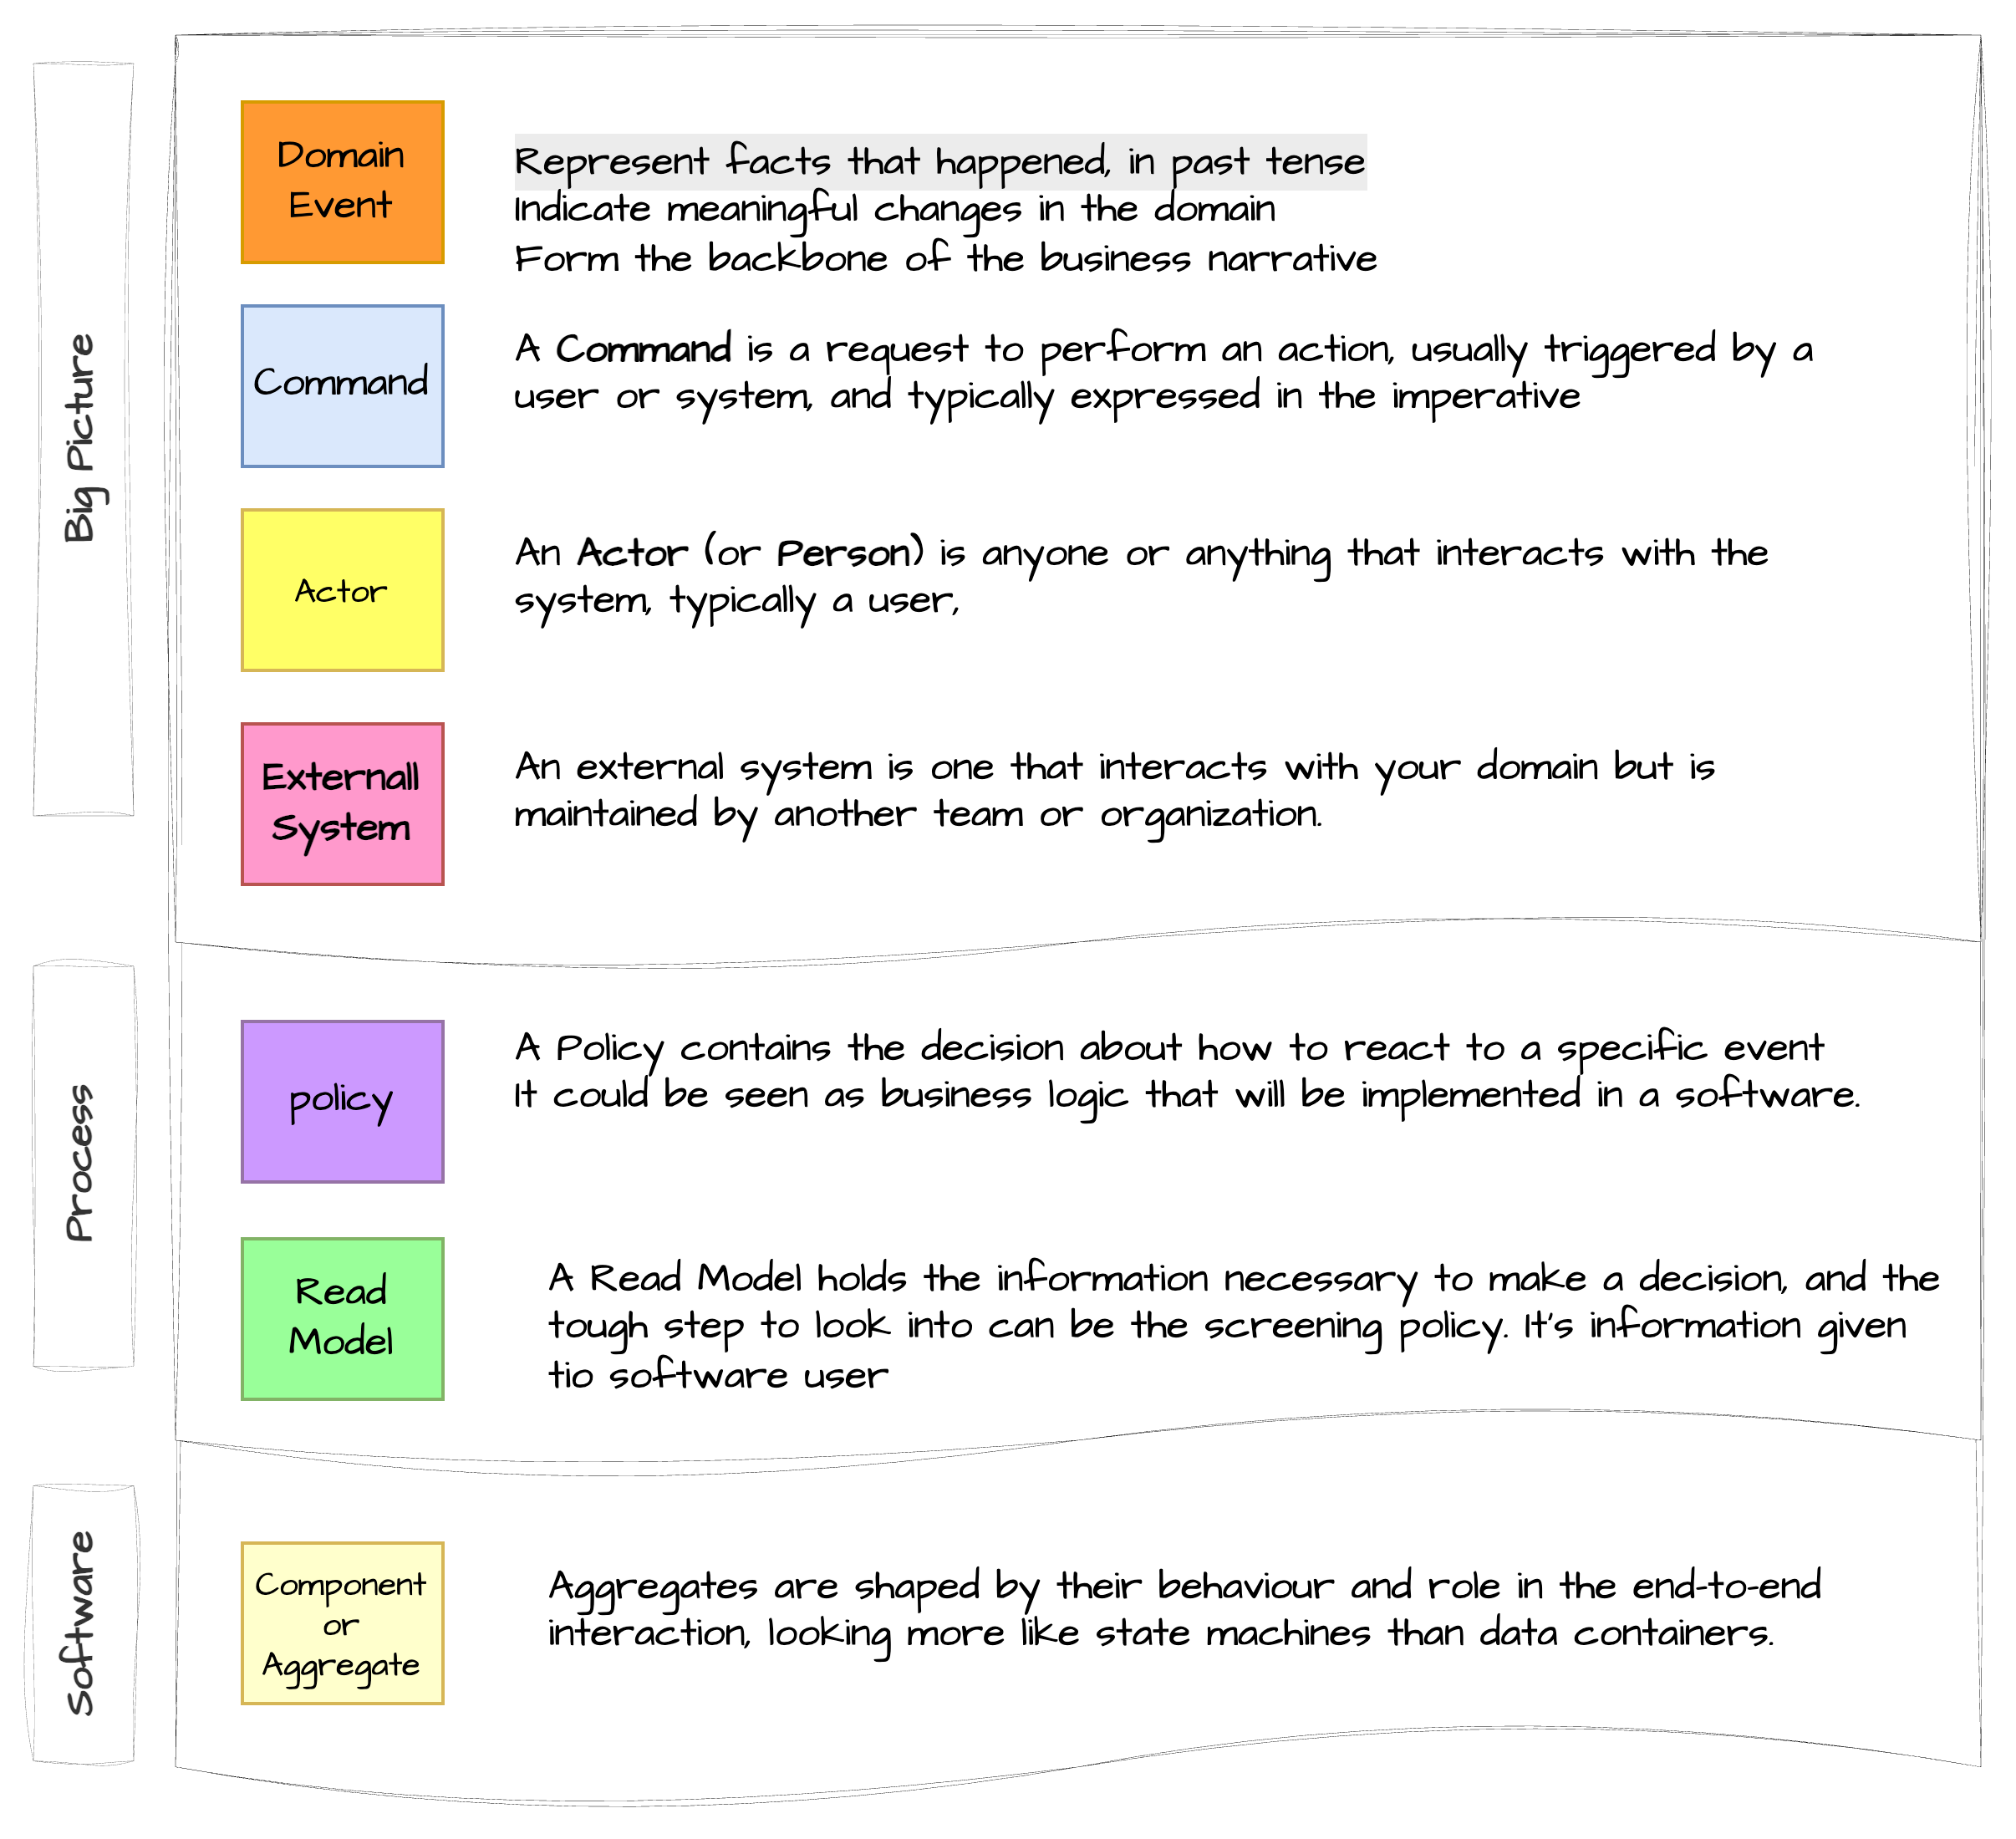 Big Picture
Domain
Event
Represent facts that happened, in past tense
Indicate meaningful changes in the domain
Form the backbone of the business narrative
Command
A Command is a request to perform an action, usually triggered by a
user or system, and typically expressed in the imperative
Actor
An Actor (or Person) is anyone or anything that interacts with the
system, typically a user,
Externall
System
An external system is one that interacts with your domain but is
maintained by another team or organization.
Process
policy
A Policy contains the decision about how to react to a specific event
It could be seen as business logic that will be implemented in a software.
Read
Model
A Read Model holds the information necessary to make a decision, and the
tough step to look into can be the screening policy. It's information given
tio software user
Software
Component
or
Aggregate
Aggregates are shaped by their behaviour and role in the end-to-end
interaction, looking more like state machines than data containers.